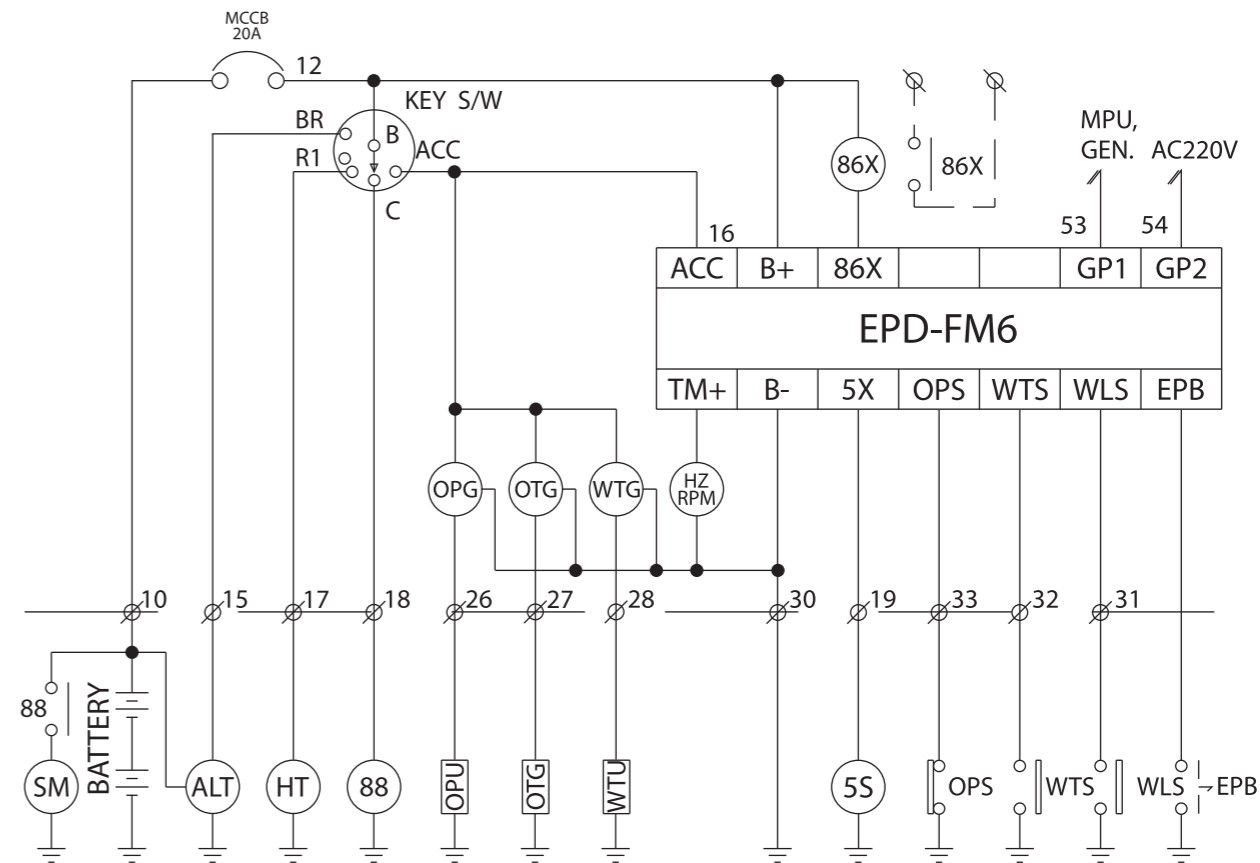 MCCB
20A
12
KEY S/W
BR
B
ACC
R1
C
86X
86X
MPU,
GEN. AC220V
16
53
54
ACC B+ 86X GP1 GP2
EPD-FM6
TM+ B- 5X OPS WTS WLS EPB
OPG
OTG
WTG
HZ
RPM
10 15 17 18 26 27 28 30 19 33 32 31
88
BATTERY
SM
ALT
HT
88
OPU
OTG
WTU
5S
OPS
WTS
WLS
EPB